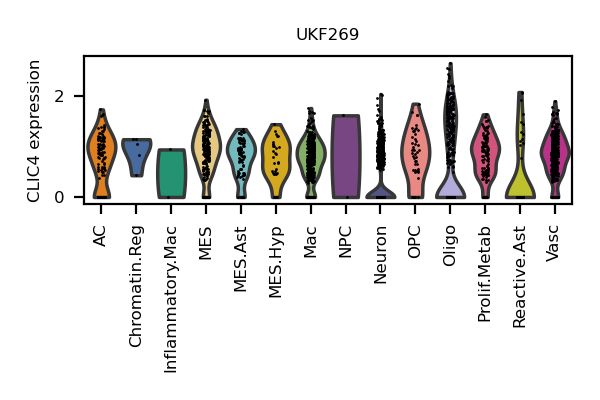 UKF269
CLIC4 expression
2
0
AC
Chromatin.Reg
Inflammatory.Mac
MES
MES.Ast
MES.Hyp
Mac
NPC
Neuron
OPC
Oligo
Prolif.Metab
Reactive.Ast
Vasc